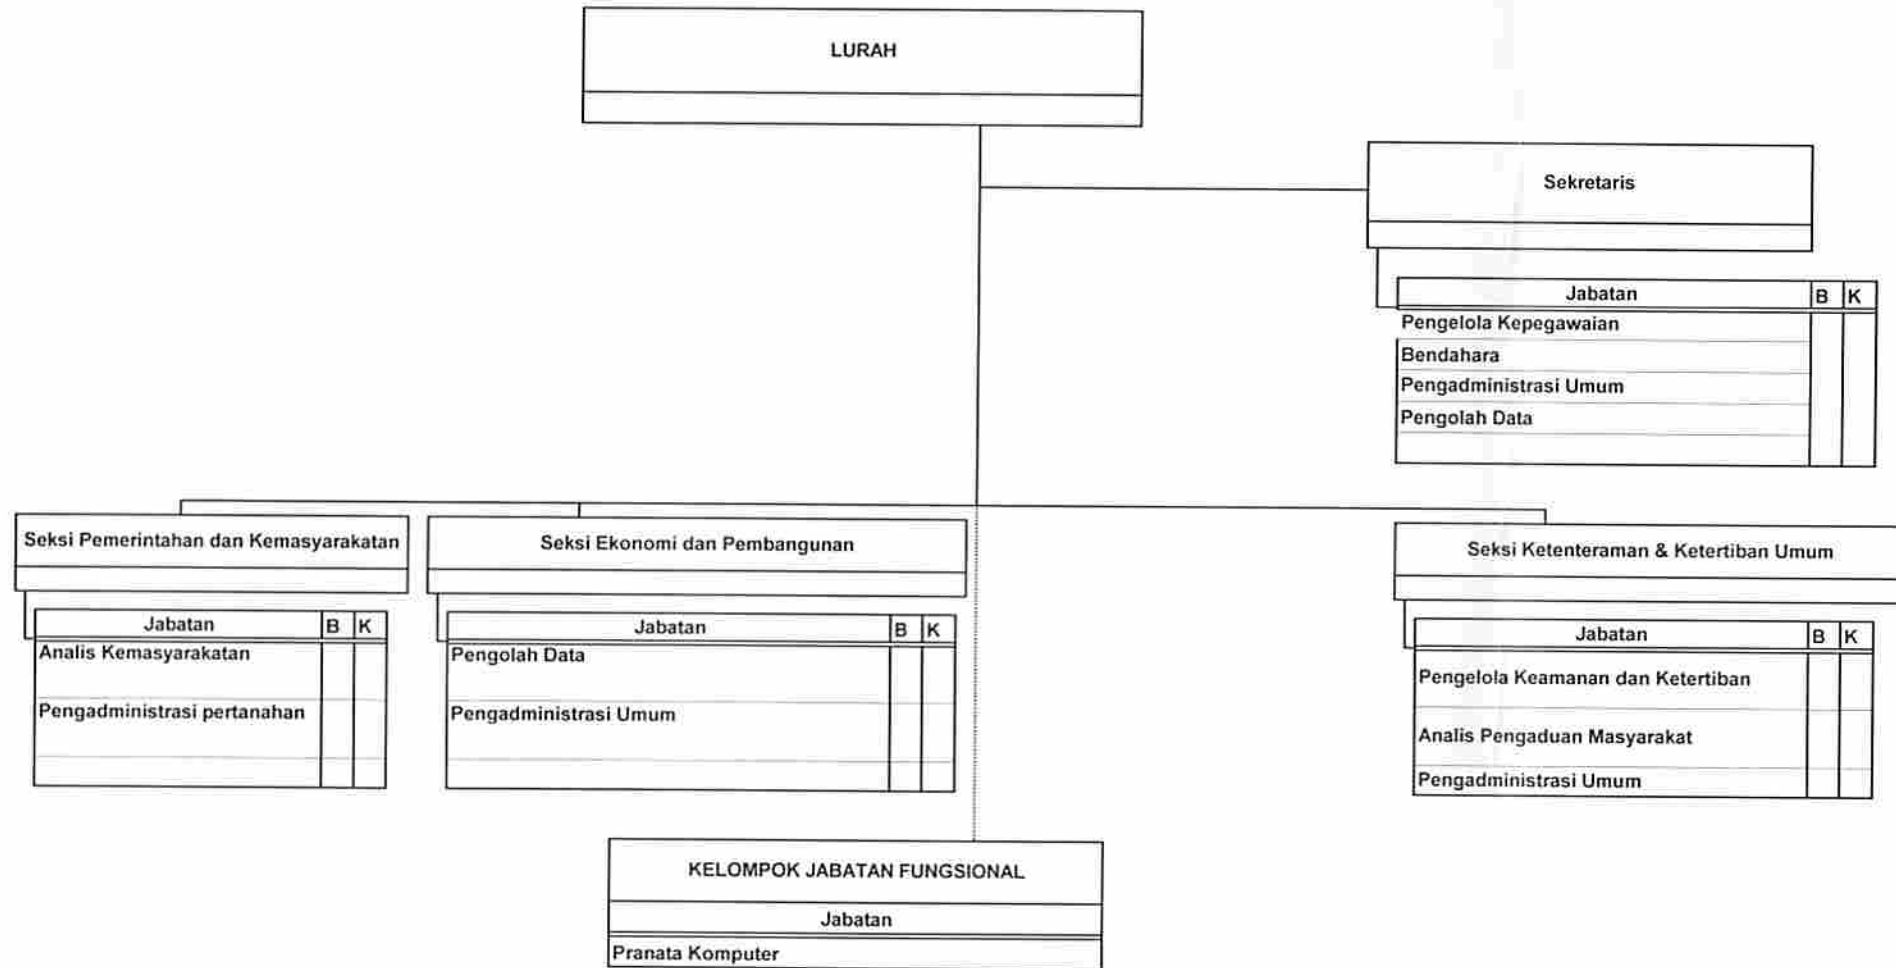 LURAH
Sekretaris
Jabatan B K
Pengelola Kepegawaian
Bendahara
Pengadministrasi Umum
Pengolah Data
Seksi Pemerintahan dan Kemasyarakatan
Jabatan B K
Analis Kemasyarakatan
Pengadministrasi pertanahan
Seksi Ekonomi dan Pembangunan
Jabatan B K
Pengolah Data
Pengadministrasi Umum
Seksi Ketenteraman & Ketertiban Umum
Jabatan B K
Pengelola Keamanan dan Ketertiban
Analis Pengaduan Masyarakat
Pengadministrasi Umum
KELOMPOK JABATAN FUNGSIONAL
Jabatan
Pranata Komputer